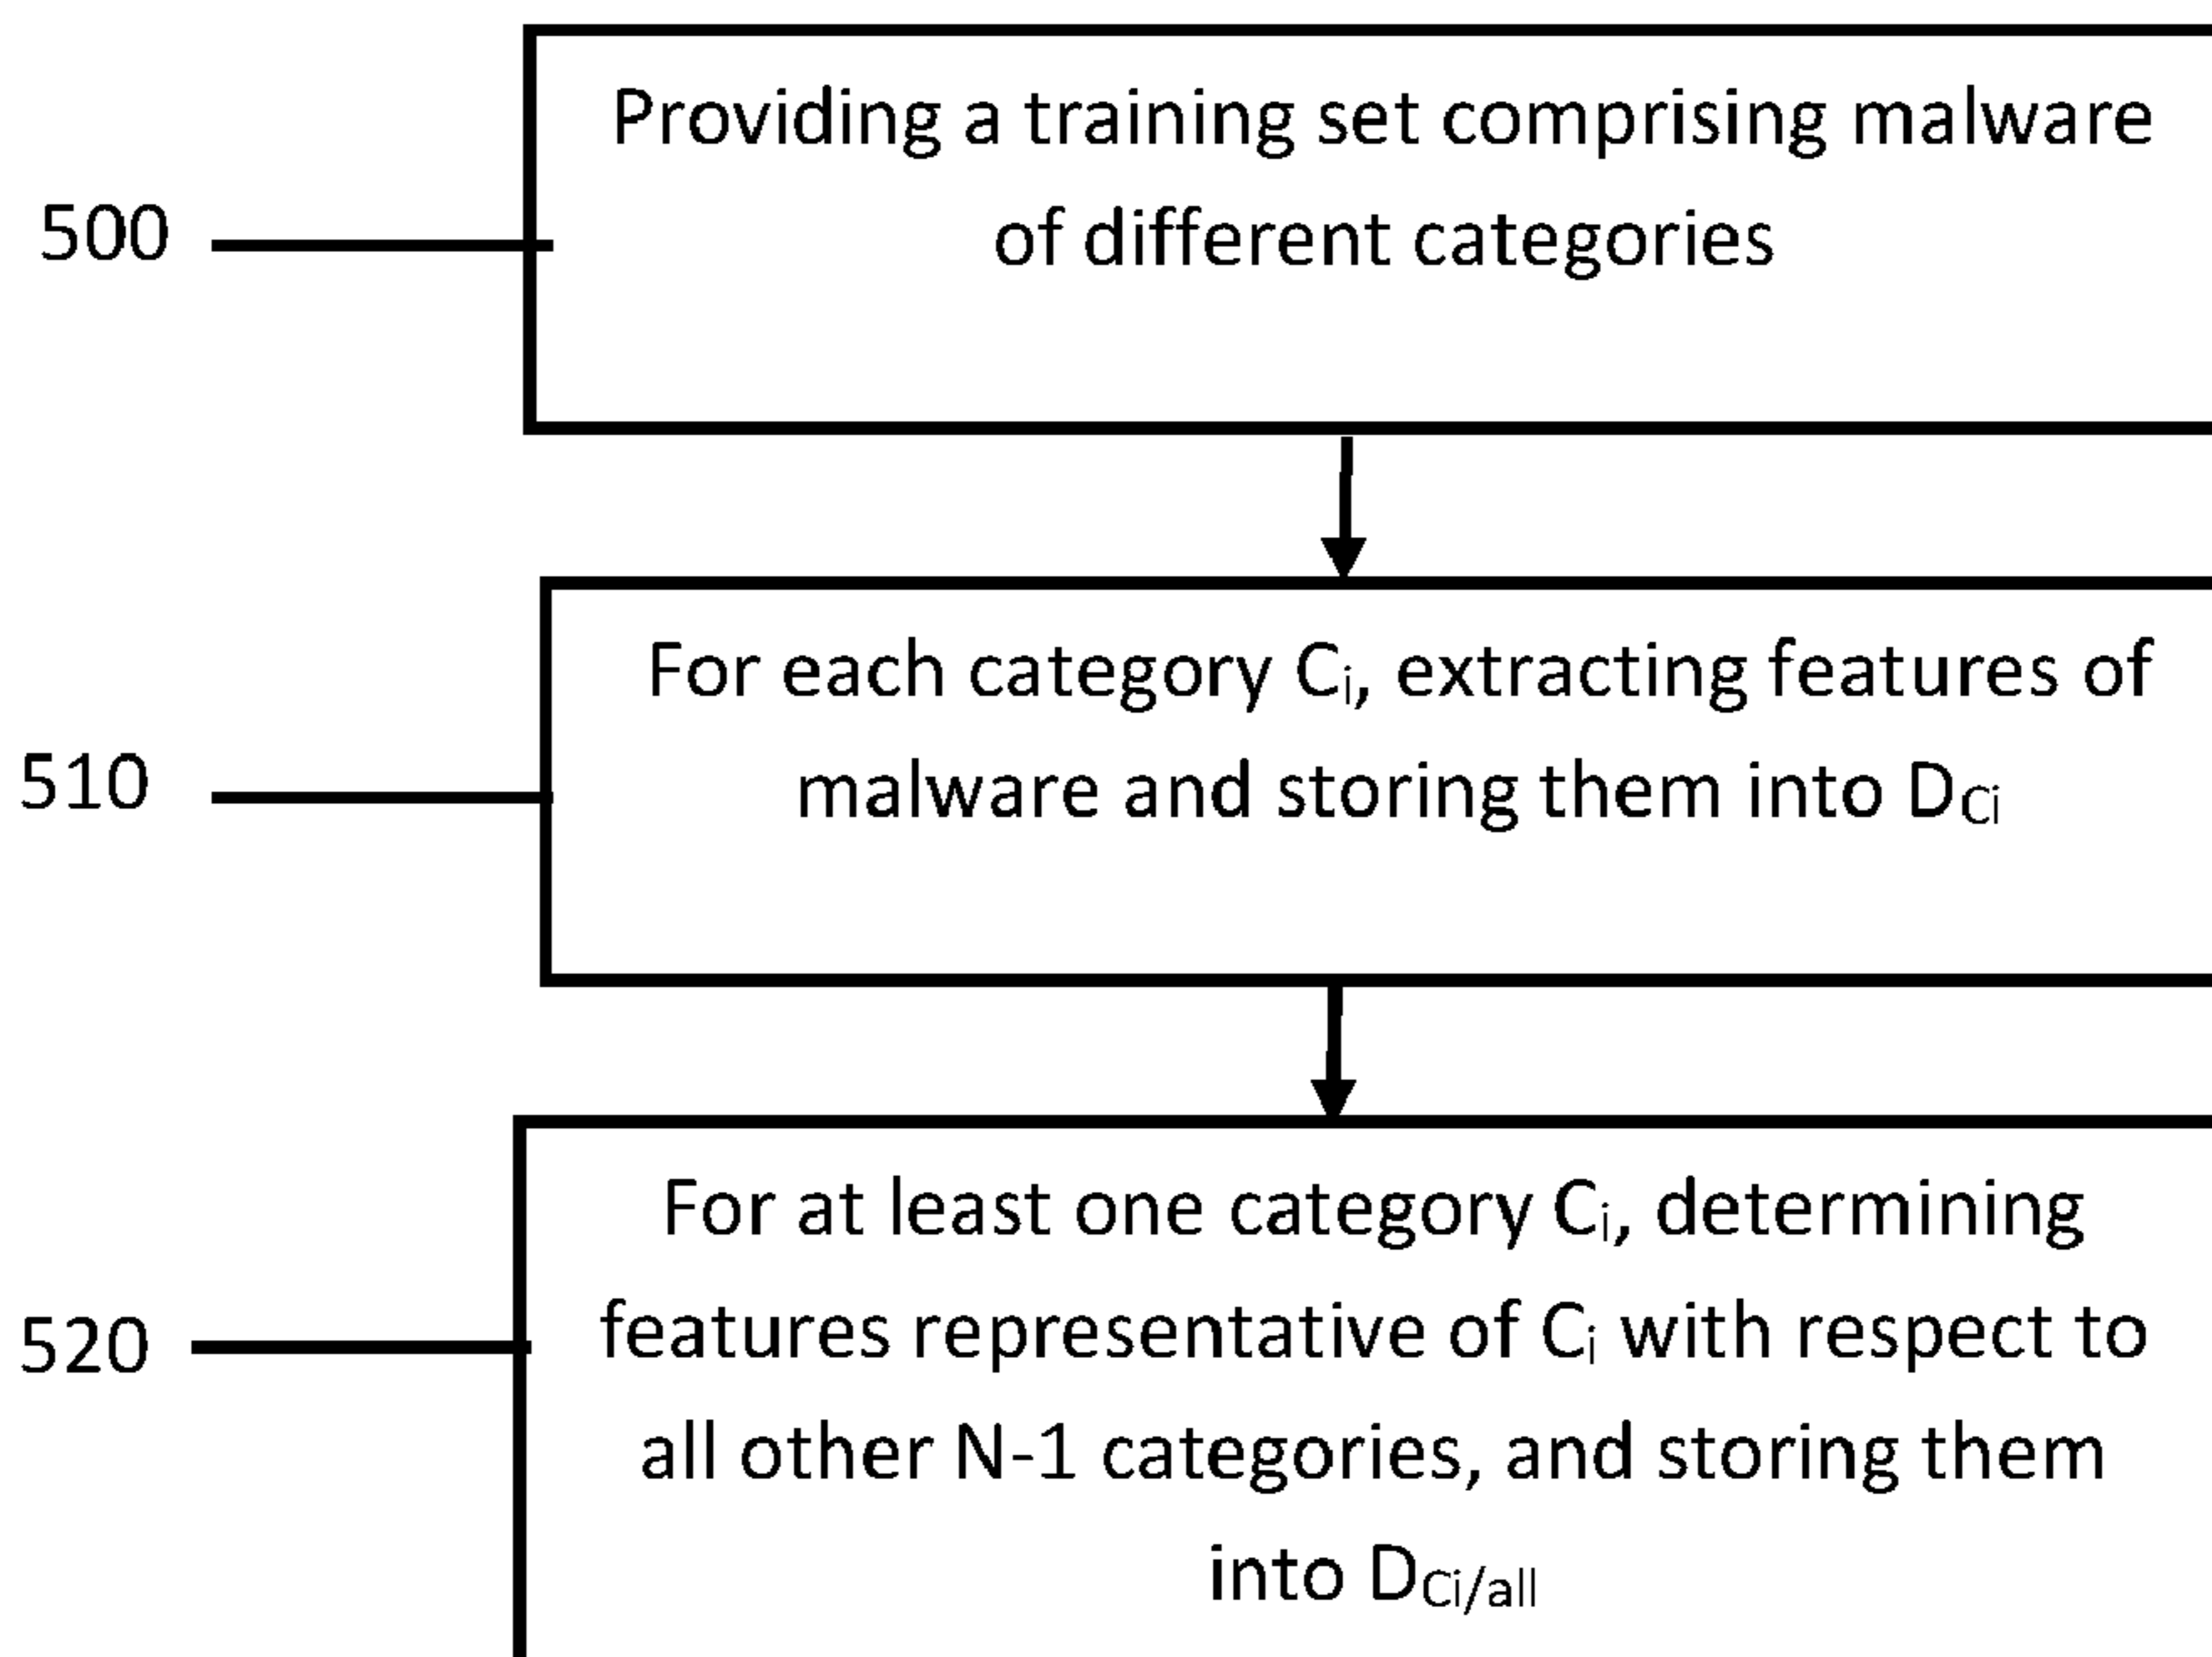 Providing a training set comprising malware
500
of different categories
For each category Cᵢ, extracting features of
510
malware and storing them into D_Ci
For at least one category Cᵢ, determining
features representative of Cᵢ with respect to
520
all other N-1 categories, and storing them
into D_Ci/all